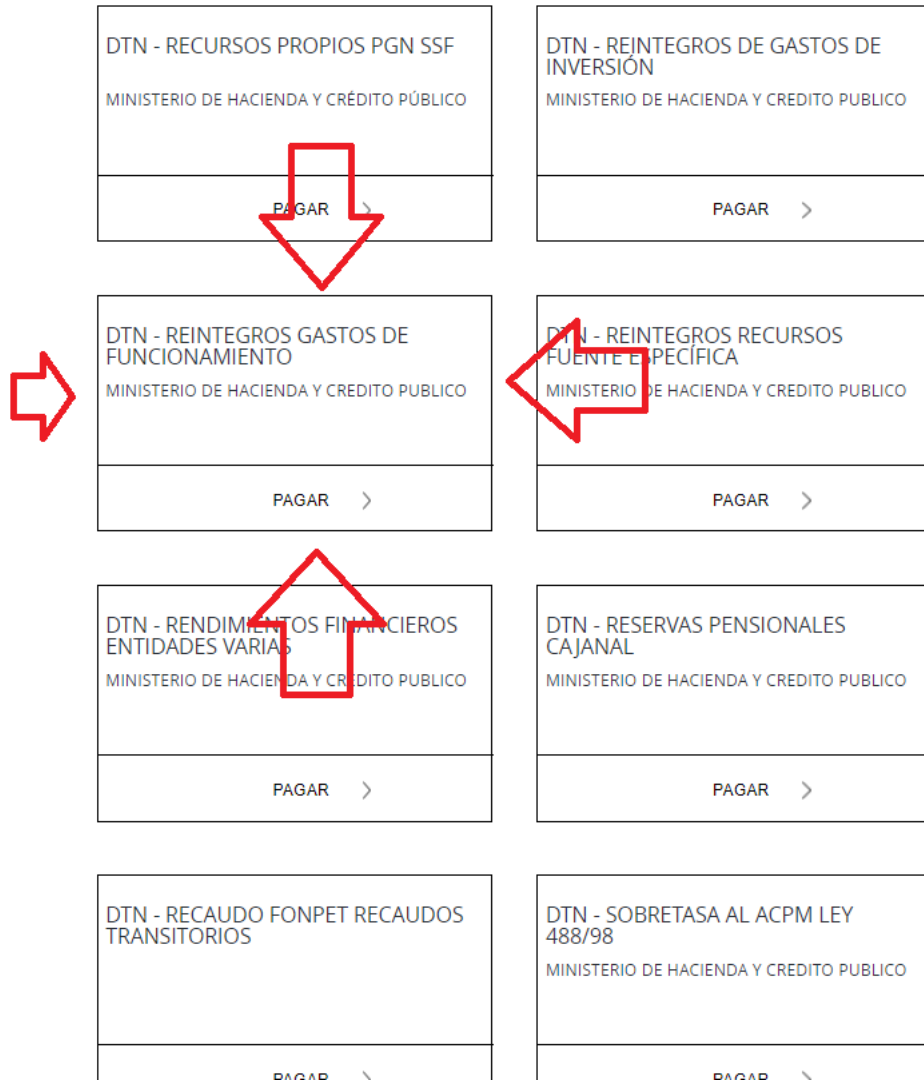 DTN - RECURSOS PROPIOS PGN SSF
MINISTERIO DE HACIENDA Y CRÉDITO PÚBLICO
PAGAR
DTN - REINTEGROS DE GASTOS DE
INVERSIÓN
MINISTERIO DE HACIENDA Y CREDITO PUBLICO
PAGAR
DTN - REINTEGROS GASTOS DE
FUNCIONAMIENTO
MINISTERIO DE HACIENDA Y CREDITO PUBLICO
PAGAR
DTN - REINTEGROS RECURSOS
FUENTE ESPECÍFICA
MINISTERIO DE HACIENDA Y CREDITO PUBLICO
PAGAR
DTN - RENDIMIENTOS FINANCIEROS
ENTIDADES VARIAS
MINISTERIO DE HACIENDA Y CREDITO PUBLICO
PAGAR
DTN - RESERVAS PENSIONALES
CAJANAL
MINISTERIO DE HACIENDA Y CREDITO PUBLICO
PAGAR
DTN - RECAUDO FONPET RECAUDOS
TRANSITORIOS
PAGAR
DTN - SOBRETASA AL ACPM LEY
488/98
MINISTERIO DE HACIENDA Y CREDITO PUBLICO
PAGAR